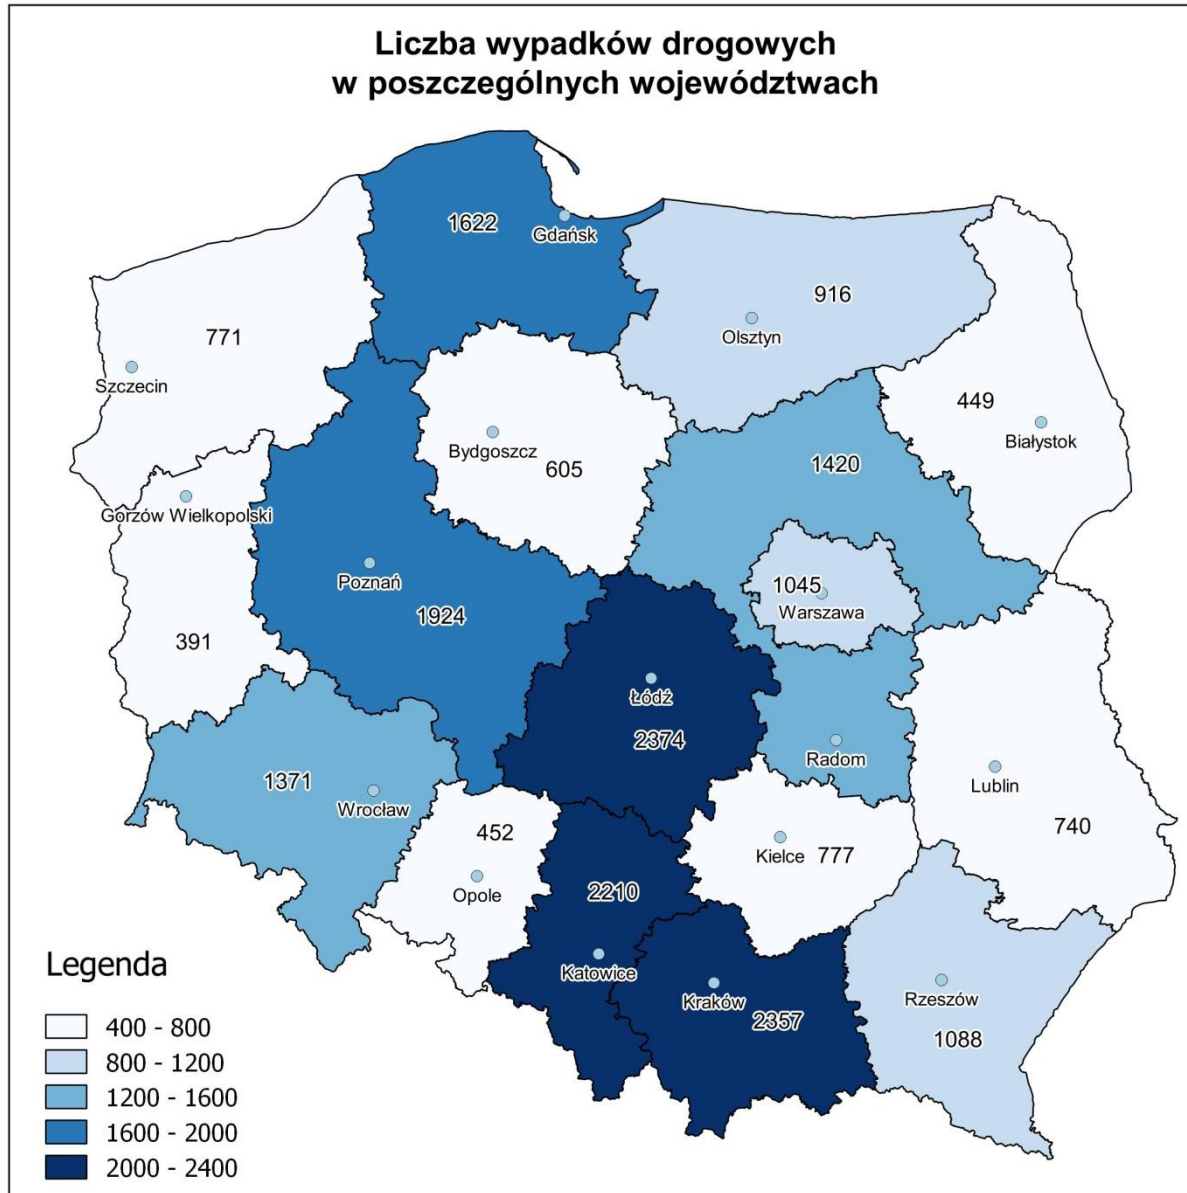 Liczba wypadków drogowych
w poszczególnych województwach
1622
Gdańsk
916
Olsztyn
771
Szczecin
449
Białystok
Bydgoszcz
605
1420
Gorzów Wielkopolski
Poznań
1924
1045
Warszawa
391
Łódź
2374
Radom
Lublin
740
1371
Wrocław
452
Opole
Kielce
777
2210
Katowice
Kraków
2357
Rzeszów
1088
Legenda
400 - 800
800 - 1200
1200 - 1600
1600 - 2000
2000 - 2400